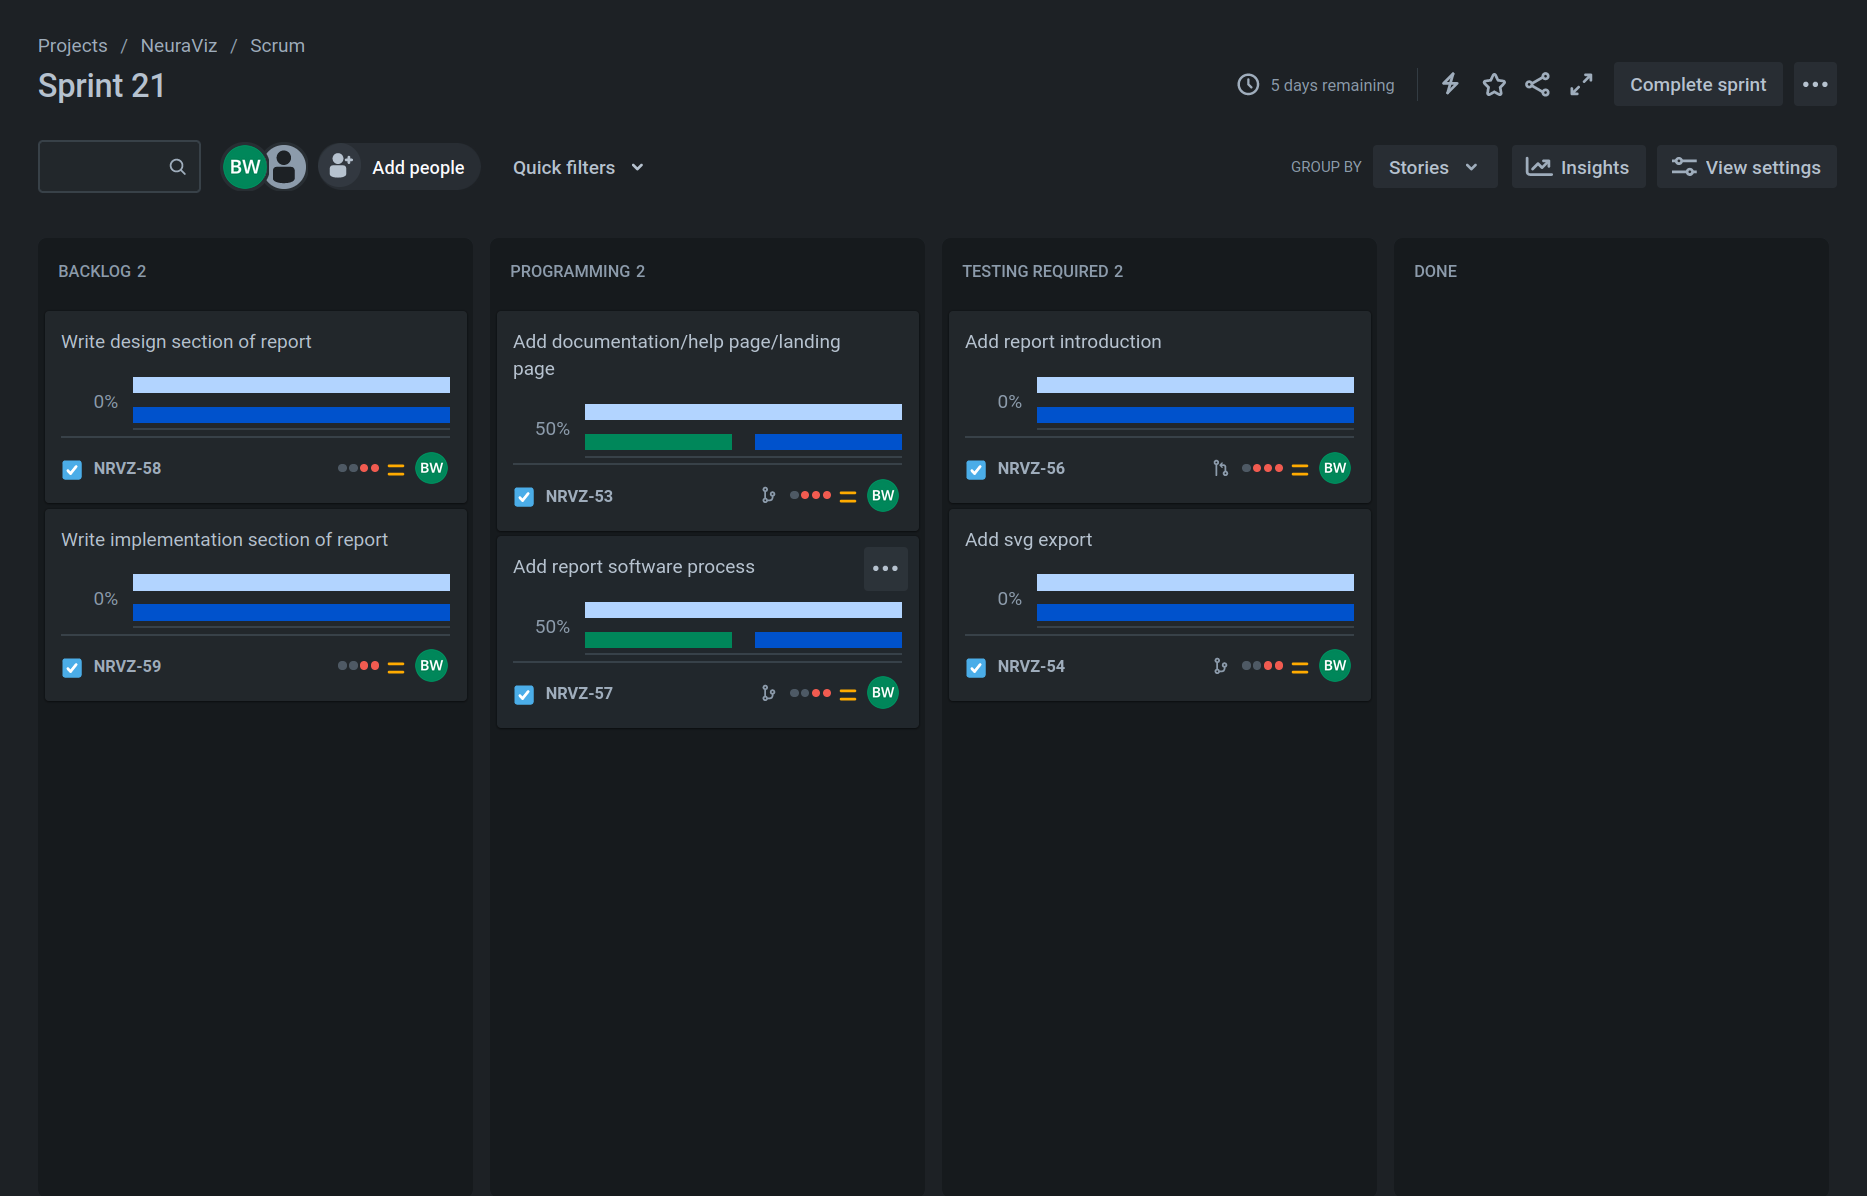 Projects / NeuraViz / Scrum
Sprint 21
5 days remaining
Complete sprint
BW
Add people
Quick filters
GROUP BY
Stories
Insights
View settings
BACKLOG 2
Write design section of report
0%
NRVZ-58
BW
Write implementation section of report
0%
NRVZ-59
BW
PROGRAMMING 2
Add documentation/help page/landing
page
50%
NRVZ-53
BW
Add report software process
50%
NRVZ-57
BW
TESTING REQUIRED 2
Add report introduction
0%
NRVZ-56
BW
Add svg export
0%
NRVZ-54
BW
DONE